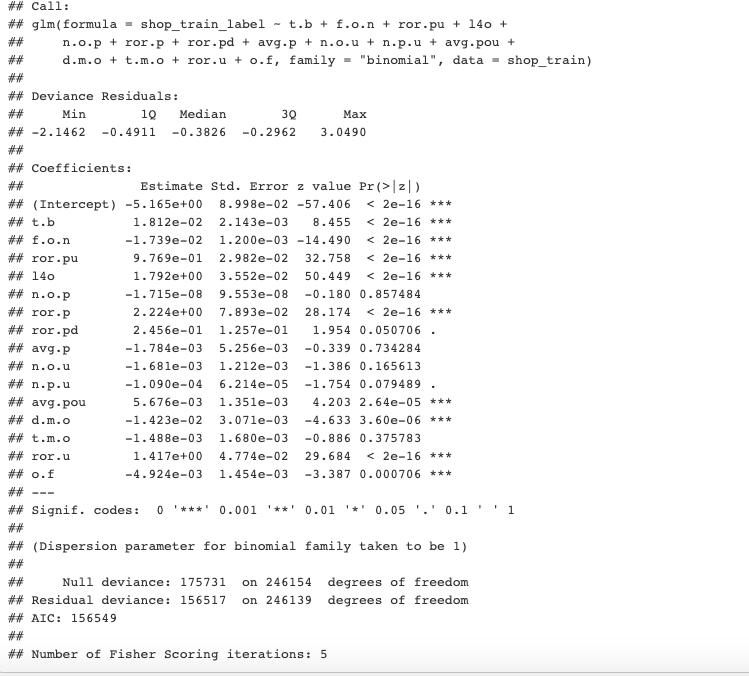 ## Call:
## glm(formula = shop_train_label ~ t.b + f.o.n + ror.pu + l4o +
##     n.o.p + ror.p + ror.pd + avg.p + n.o.u + n.p.u + avg.pou +
##     d.m.o + t.m.o + ror.u + o.f, family = "binomial", data = shop_train)
##
## Deviance Residuals:
##     Min       1Q   Median       3Q      Max
## -2.1462  -0.4911  -0.3826  -0.2962   3.0490
##
## Coefficients:
##               Estimate Std. Error z value Pr(>|z|)
## (Intercept) -5.165e+00  8.998e-02 -57.406  < 2e-16 ***
## t.b          1.812e-02  2.143e-03   8.455  < 2e-16 ***
## f.o.n       -1.739e-02  1.200e-03 -14.490  < 2e-16 ***
## ror.pu       9.769e-01  2.982e-02  32.758  < 2e-16 ***
## l4o          1.792e+00  3.552e-02  50.449  < 2e-16 ***
## n.o.p       -1.715e-08  9.553e-08  -0.180 0.857484
## ror.p        2.224e+00  7.893e-02  28.174  < 2e-16 ***
## ror.pd       2.456e-01  1.257e-01   1.954 0.050706 .
## avg.p       -1.784e-03  5.256e-03  -0.339 0.734284
## n.o.u       -1.681e-03  1.212e-03  -1.386 0.165613
## n.p.u       -1.090e-04  6.214e-05  -1.754 0.079489 .
## avg.pou      5.676e-03  1.351e-03   4.203 2.64e-05 ***
## d.m.o       -1.423e-02  3.071e-03  -4.633 3.60e-06 ***
## t.m.o       -1.488e-03  1.680e-03  -0.886 0.375783
## ror.u        1.417e+00  4.774e-02  29.684  < 2e-16 ***
## o.f         -4.924e-03  1.454e-03  -3.387 0.000706 ***
## ---
## Signif. codes:  0 '***' 0.001 '**' 0.01 '*' 0.05 '.' 0.1 ' ' 1
##
## (Dispersion parameter for binomial family taken to be 1)
##
##     Null deviance: 175731  on 246154  degrees of freedom
## Residual deviance: 156517  on 246139  degrees of freedom
## AIC: 156549
##
## Number of Fisher Scoring iterations: 5